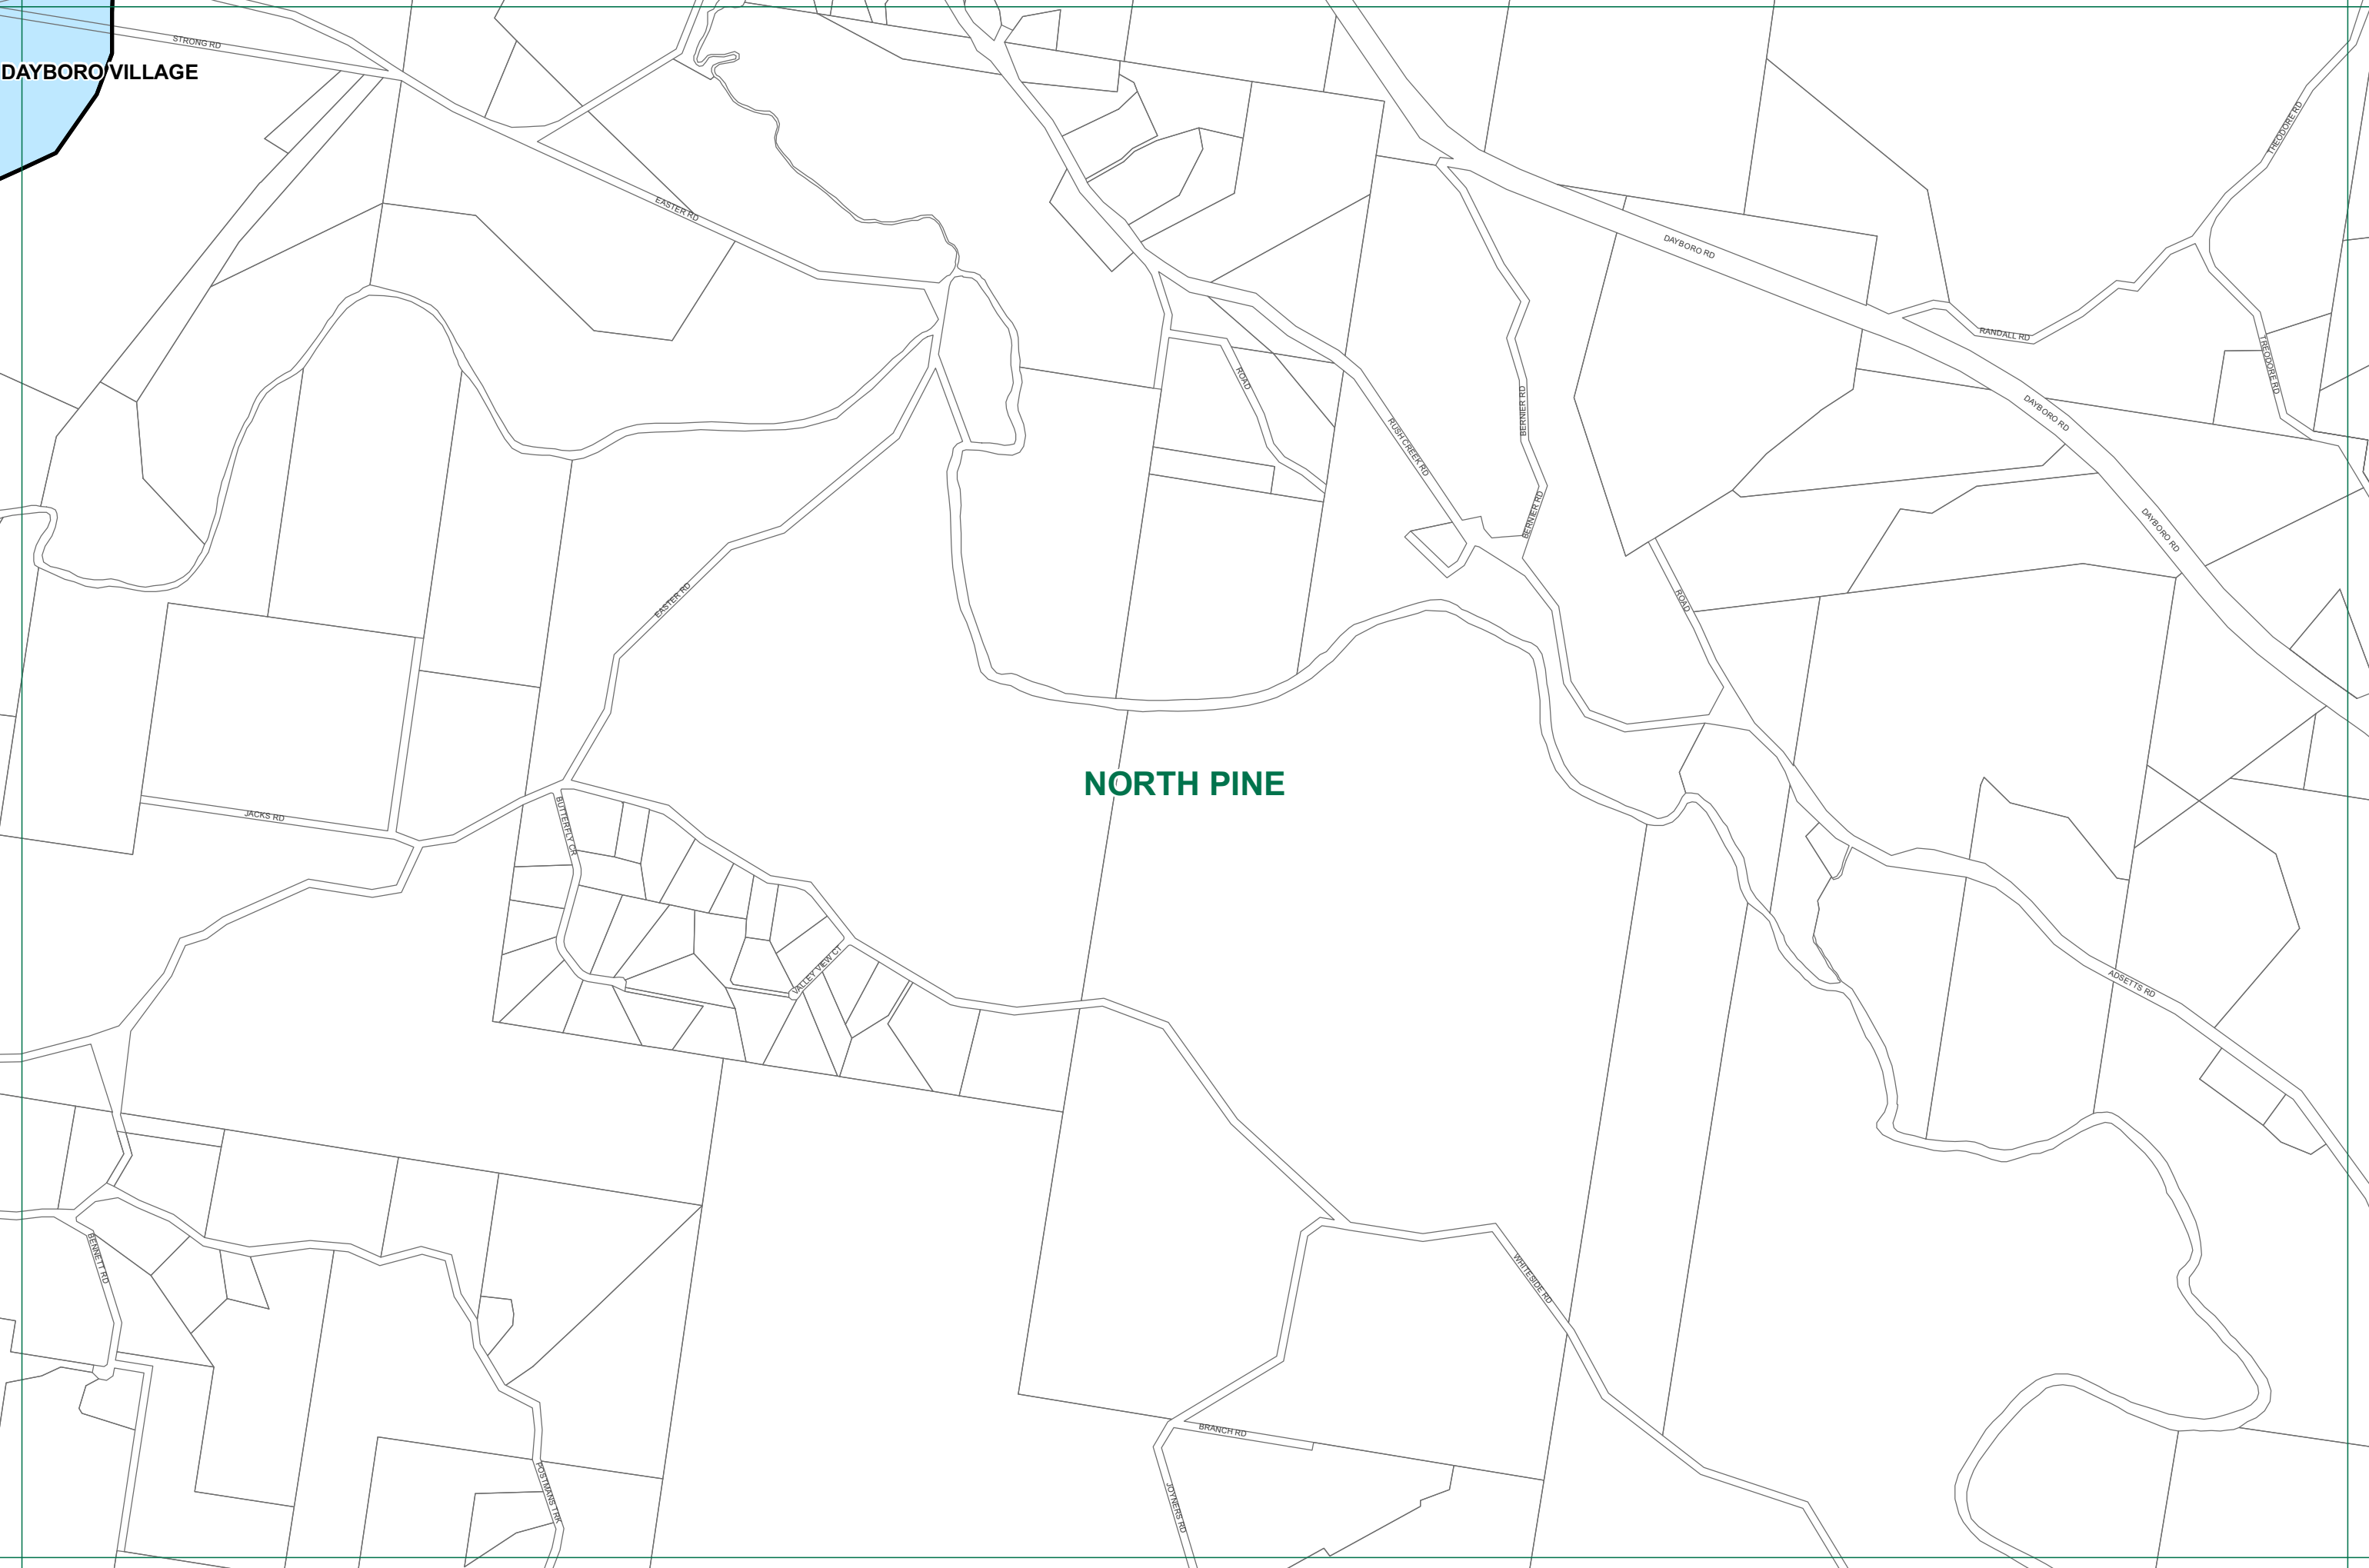 STRONG RD
DAYBORO VILLAGE
THEODORE RD
EASTER RD
DAYBORO RD
RANDALL RD
THEODORE RD
ROAD
BERNIER RD
DAYBORO RD
RUSH CREEK RD
BERNIER RD
DAYBORO RD
EASTER RD
ROAD
NORTH PINE
JACKS RD
BUTTERFLY CR
VALLEY VIEW CT
ADSETTS RD
BENNETT RD
WHITESIDE RD
BRANCH RD
POSTMANS TRK
JOYNERS RD